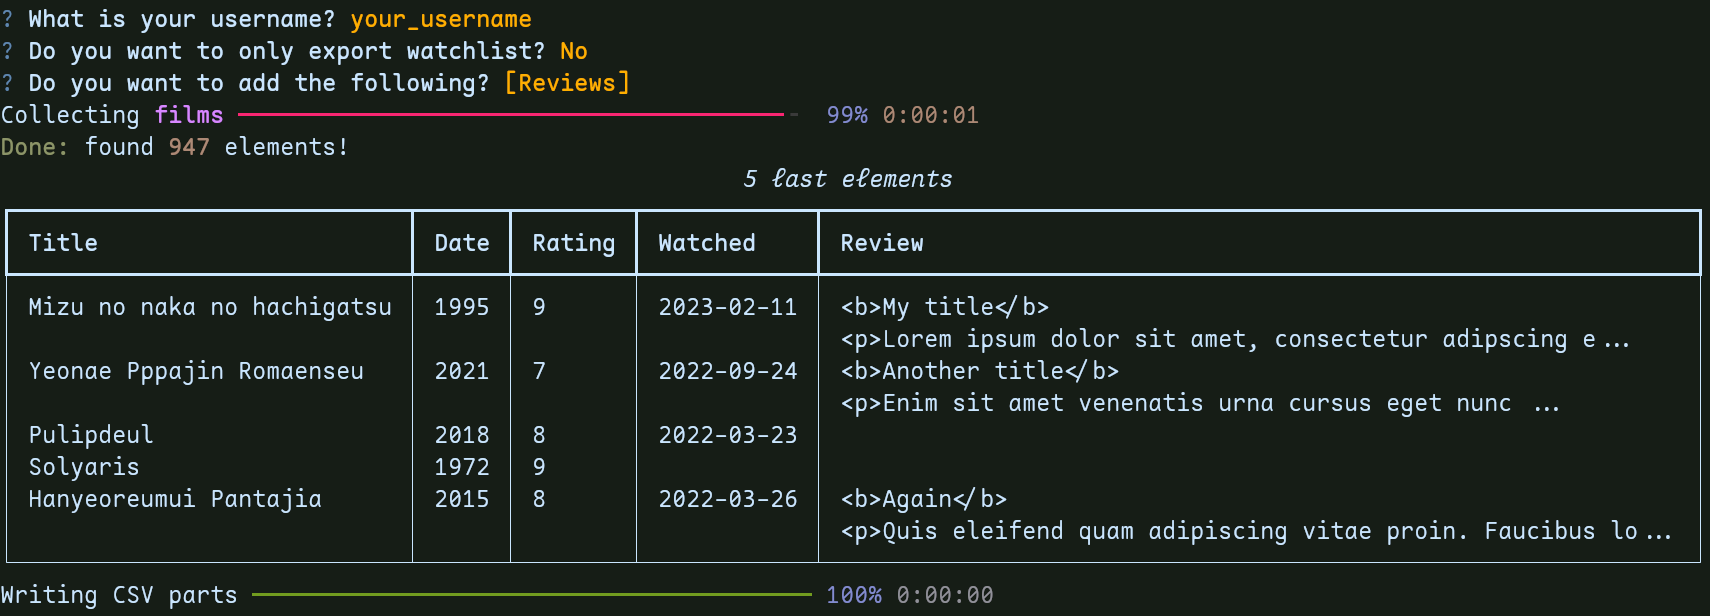 ? What is your username? your_username
? Do you want to only export watchlist? No
? Do you want to add the following? [Reviews]
Collecting films 99% 0:00:01
Done: found 947 elements!
5 last elements
Title Date Rating Watched Review
Mizu no naka no hachigatsu 1995 9 2023-02-11 <b>My title</b>
<p>Lorem ipsum dolor sit amet, consectetur adipscing e...
Yeonae Pppajin Romaenseu 2021 7 2022-09-24 <b>Another title</b>
<p>Enim sit amet venenatis urna cursus eget nunc ...
Pulipdeul 2018 8 2022-03-23
Solyaris 1972 9
Hanyeoreumui Pantajia 2015 8 2022-03-26 <b>Again</b>
<p>Quis eleifend quam adipiscing vitae proin. Faucibus lo...
Writing CSV parts 100% 0:00:00